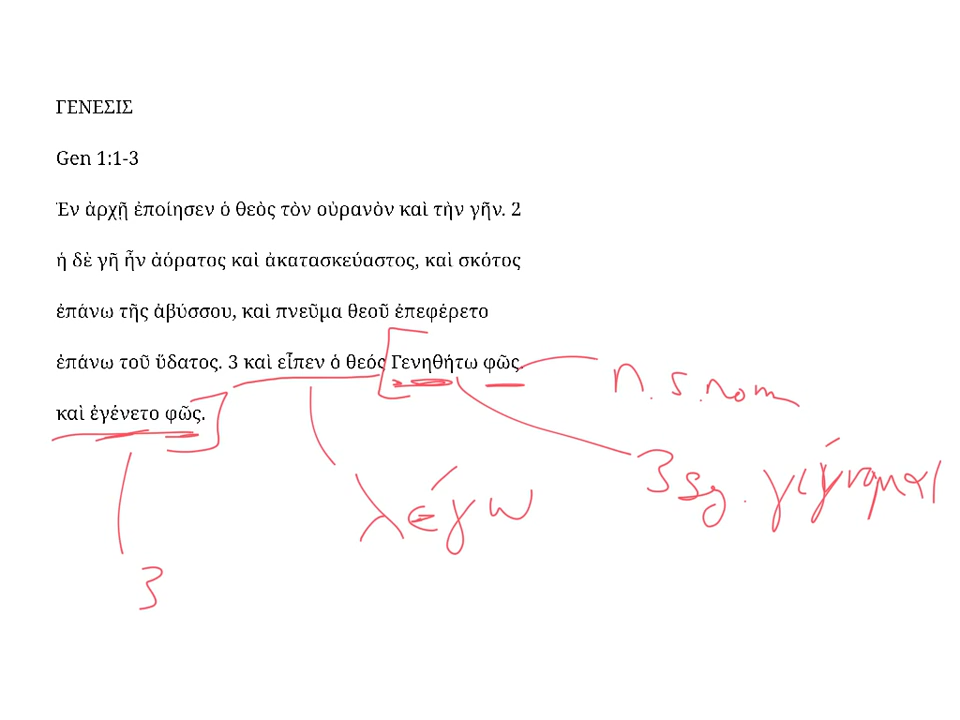 ΓΕΝΕΣΙΣ
Gen 1:1-3
Ἐν ἀρχῇ ἐποίησεν ὁ θεὸς τὸν οὐρανὸν καὶ τὴν γῆν. 2
ἡ δὲ γῆ ἦν ἀόρατος καὶ ἀκατασκεύαστος, καὶ σκότος
ἐπάνω τῆς ἀβύσσου, καὶ πνεῦμα θεοῦ ἐπεφέρετο
ἐπάνω τοῦ ὕδατος. 3 καὶ εἶπεν ὁ θεός Γενηθήτω φῶς.
n. s. nom
καὶ ἐγένετο φῶς.
3 sg. γίγνομαι
λέγω
3